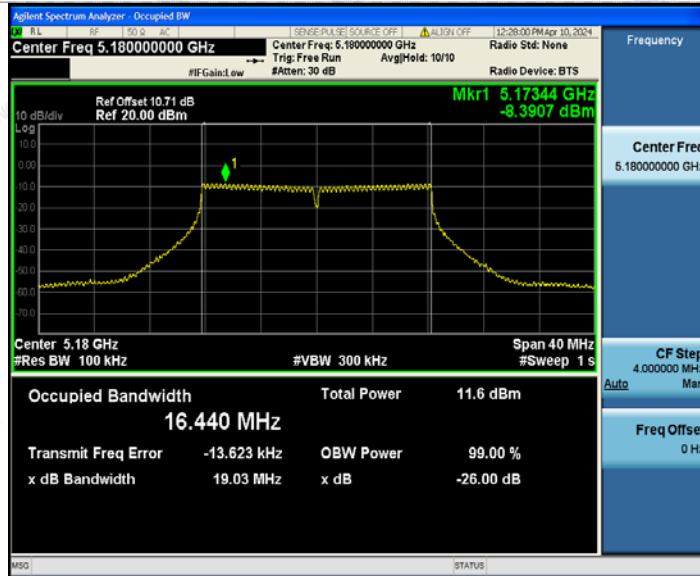 Agilent Spectrum Analyzer - Occupied BW
RL RF 50 Ω AC SENSE:PULSE SOURCE OFF ALIGN OFF 12:28:00 PM Apr 10, 2024
Center Freq 5.180000000 GHz
Center Freq: 5.180000000 GHz
Radio Std: None
Trig: Free Run Avg|Hold: 10/10
#IFGain:Low
#Atten: 30 dB
Radio Device: BTS
Mkr1 5.17344 GHz
-8.3907 dBm
Ref Offset 10.71 dB
10 dB/div Ref 20.00 dBm
Log
10.0
0.00
-10.0
-20.0
-30.0
-40.0
-50.0
-60.0
-70.0
1
Center 5.18 GHz
Span 40 MHz
#Res BW 100 kHz
#VBW 300 kHz
#Sweep 1 s
Occupied Bandwidth
Total Power 11.6 dBm
16.440 MHz
Transmit Freq Error -13.623 kHz
OBW Power 99.00 %
x dB Bandwidth 19.03 MHz
x dB -26.00 dB
MSG
STATUS
Frequency
Center Freq
5.180000000 GHz
CF Step
4.000000 MHz
Auto Man
Freq Offset
0 Hz